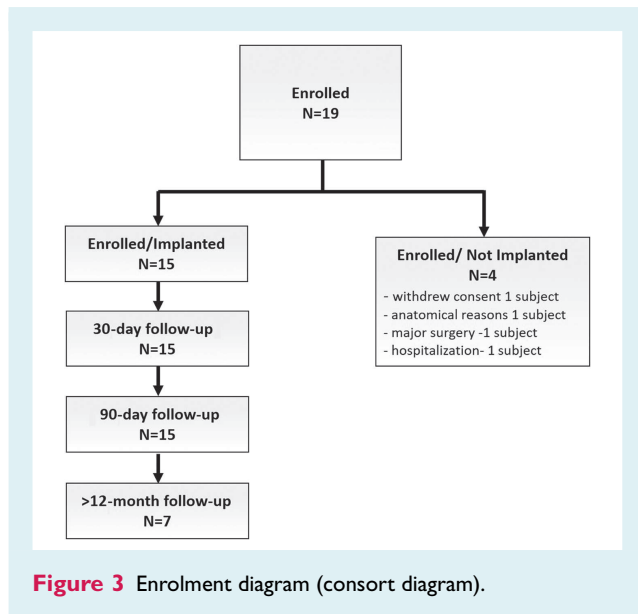 Enrolled
N=19
Enrolled/Implanted
N=15
30-day follow-up
N=15
90-day follow-up
N=15
>12-month follow-up
N=7
Enrolled/ Not Implanted
N=4
- withdrew consent 1 subject
- anatomical reasons 1 subject
- major surgery -1 subject
- hospitalization- 1 subject
Figure 3 Enrolment diagram (consort diagram).